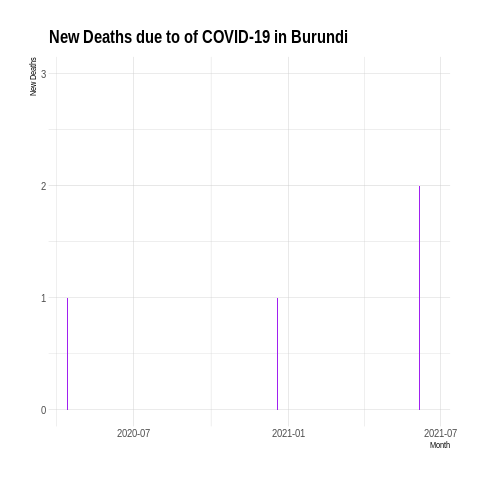 New Deaths due to of COVID-19 in Burundi
New Deaths
3
2
1
0
2020-07
2021-01
2021-07
Month